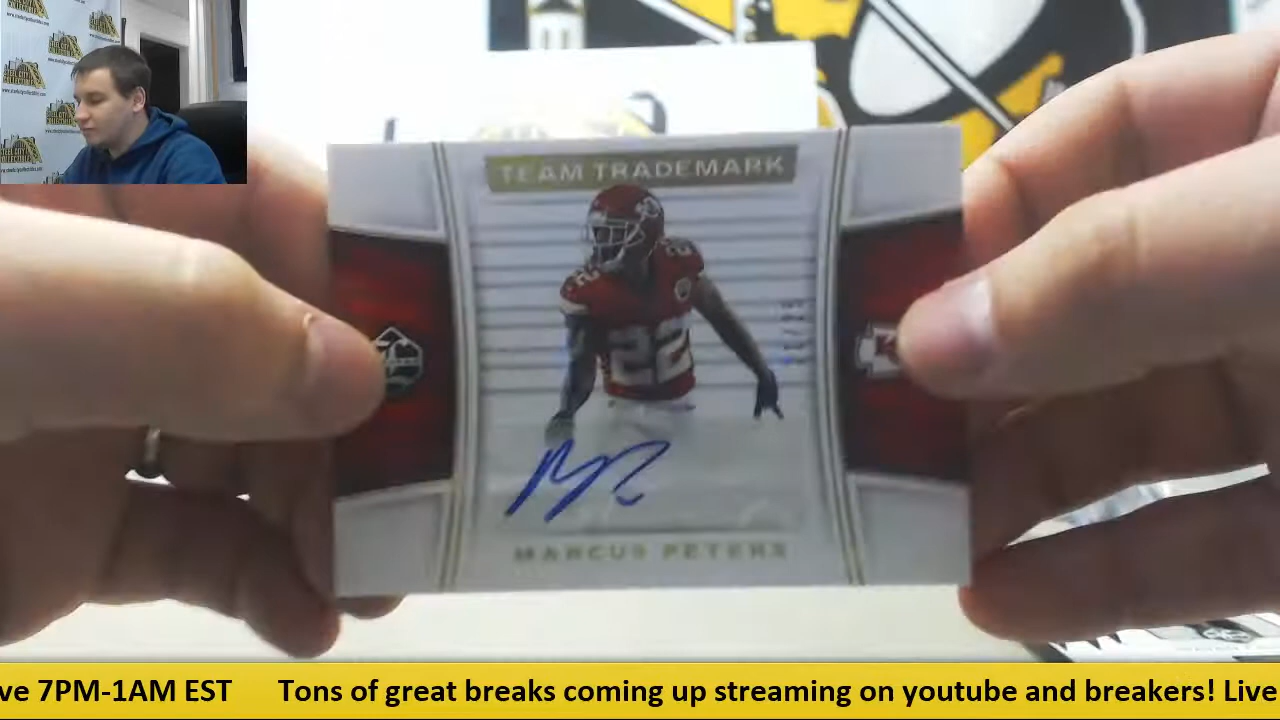 TEAM TRADEMARK
22
MARCUS PETERS
ve 7PM-1AM EST Tons of great breaks coming up streaming on youtube and breakers! Live